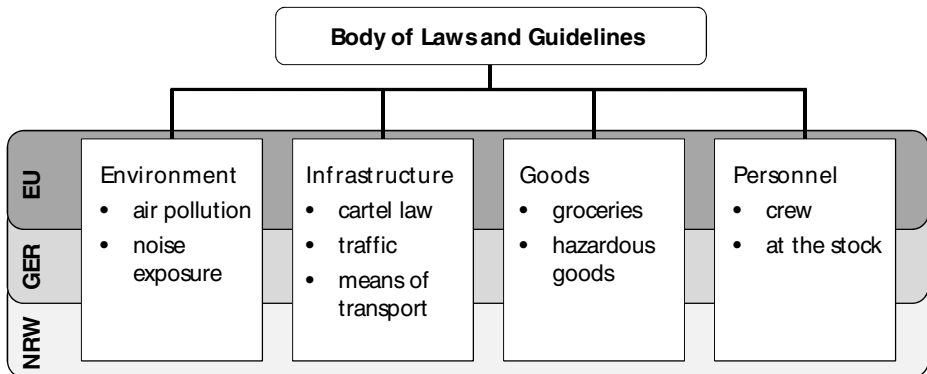 Body of Laws and Guidelines
EU
GER
NRW
Environment
• air pollution
• noise
exposure
Infrastructure
• cartel law
• traffic
• means of
transport
Goods
• groceries
• hazardous
goods
Personnel
• crew
• at the stock